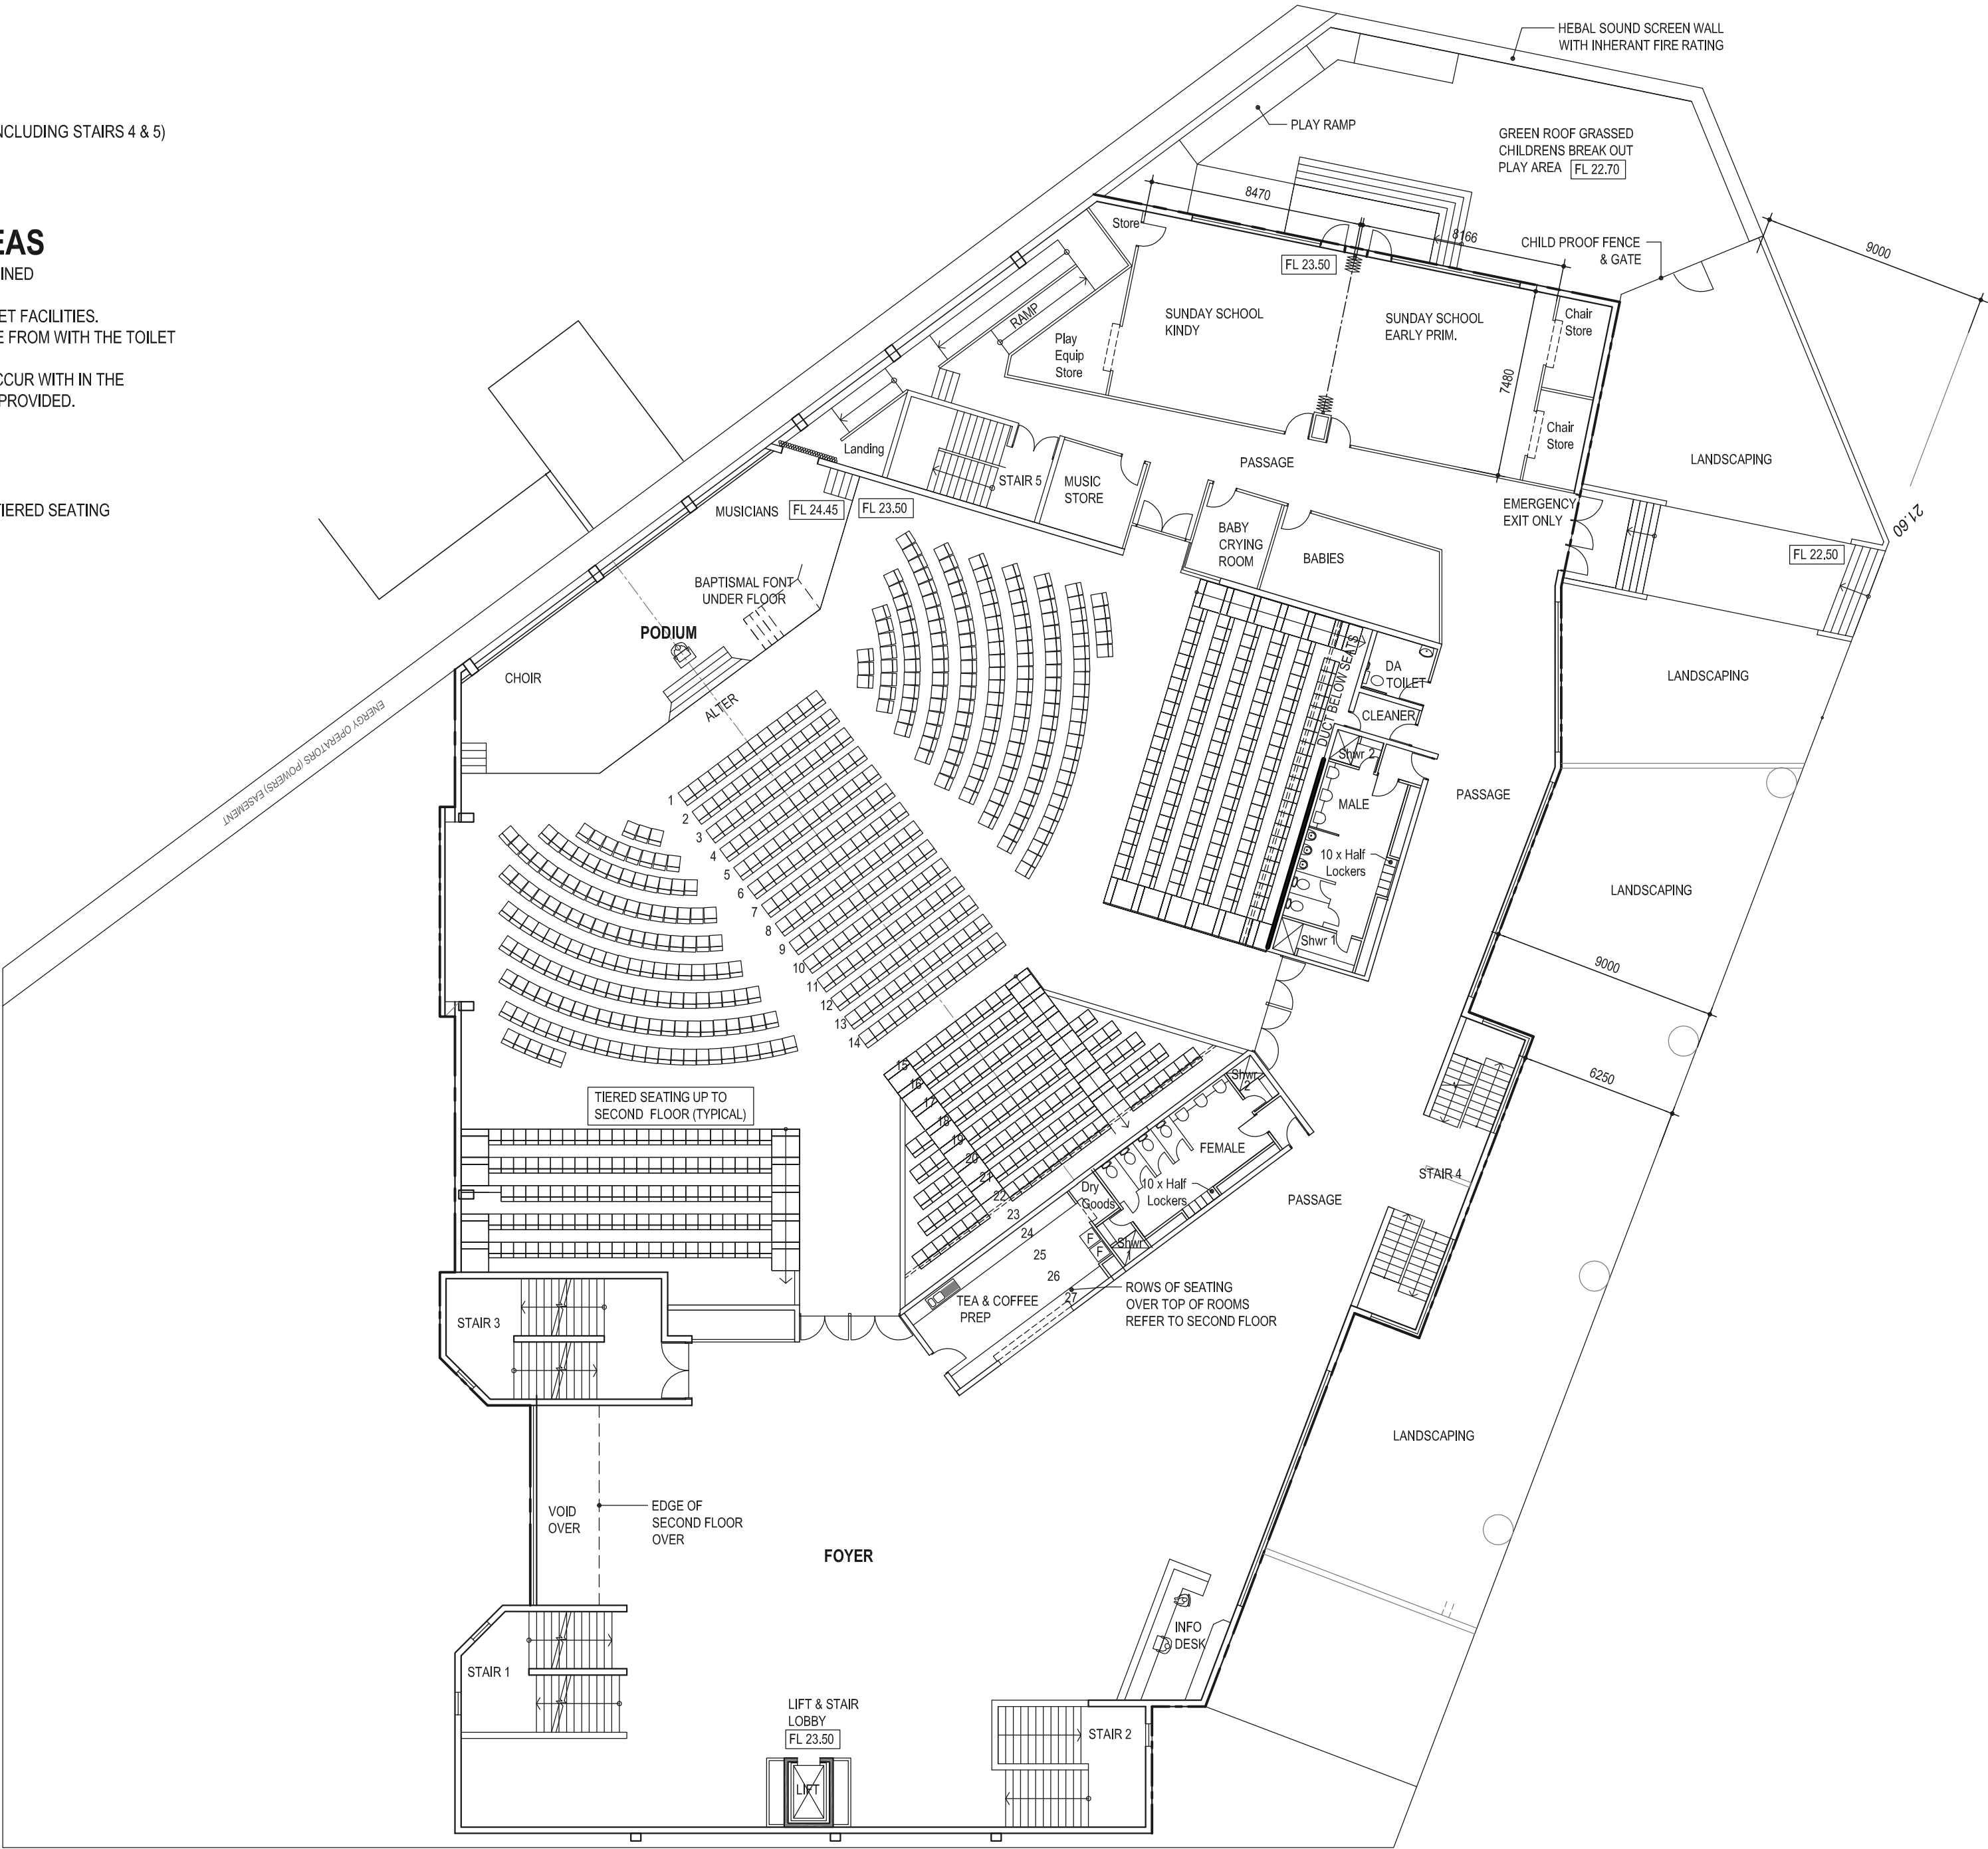 NCLUDING STAIRS 4 & 5)
EAS
INED
ET FACILITIES.
E FROM WITH THE TOILET
CCUR WITH IN THE
PROVIDED.
TIERED SEATING
HEBAL SOUND SCREEN WALL
WITH INHERANT FIRE RATING
PLAY RAMP
GREEN ROOF GRASSED
CHILDRENS BREAK OUT
PLAY AREA FL 22.70
8470
8166
Store
CHILD PROOF FENCE
& GATE
9000
FL 23.50
RAMP
SUNDAY SCHOOL
KINDY
SUNDAY SCHOOL
EARLY PRIM.
Chair
Store
Play
Equip
Store
7480
Chair
Store
Landing
PASSAGE
LANDSCAPING
STAIR 5
MUSIC
STORE
MUSICIANS
FL 24.45
FL 23.50
EMERGENCY
EXIT ONLY
21.60
FL 22.50
BABY
CRYING
ROOM
BABIES
BAPTISMAL FONT
UNDER FLOOR
PODIUM
CHOIR
ALTER
DUCT BELOW SEATS
DA
TOILET
CLEANER
LANDSCAPING
ENERGY OPERATORS (POWERS) EASEMENT
Shwr 2
MALE
PASSAGE
10 x Half
Lockers
Shwr 1
LANDSCAPING
9000
1
2
3
4
5
6
7
8
9
10
11
12
13
14
15
16
17
18
19
20
21
22
23
24
25
26
27
6250
TIERED SEATING UP TO
SECOND FLOOR (TYPICAL)
Shwr
2
FEMALE
10 x Half
Lockers
Dry
Goods
F
F
Shwr
1
PASSAGE
STAIR 4
TEA & COFFEE
PREP
ROWS OF SEATING
OVER TOP OF ROOMS
REFER TO SECOND FLOOR
STAIR 3
LANDSCAPING
VOID
OVER
EDGE OF
SECOND FLOOR
OVER
FOYER
INFO
DESK
STAIR 1
LIFT & STAIR
LOBBY
FL 23.50
LIFT
STAIR 2